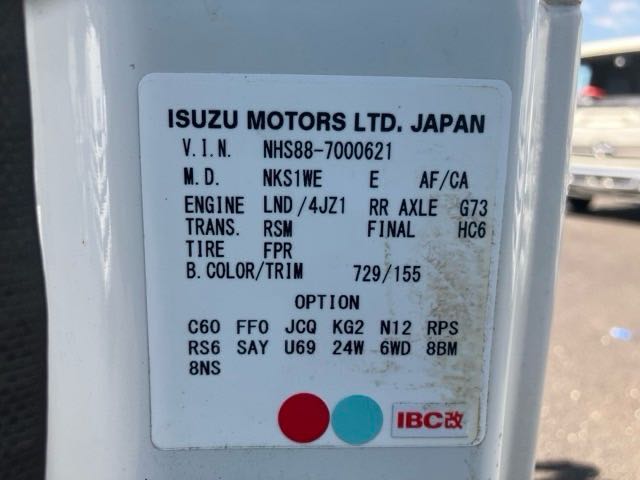 ISUZU MOTORS LTD. JAPAN
V.I.N. NHS88-7000621
M.D. NKS1WE E AF/CA
ENGINE LND/4JZ1 RR AXLE G73
TRANS. RSM FINAL HC6
TIRE FPR
B.COLOR/TRIM 729/155
OPTION
C60 FF0 JCQ KG2 N12 RPS
RS6 SAY U69 24W 6WD 8BM
8NS
IBC改